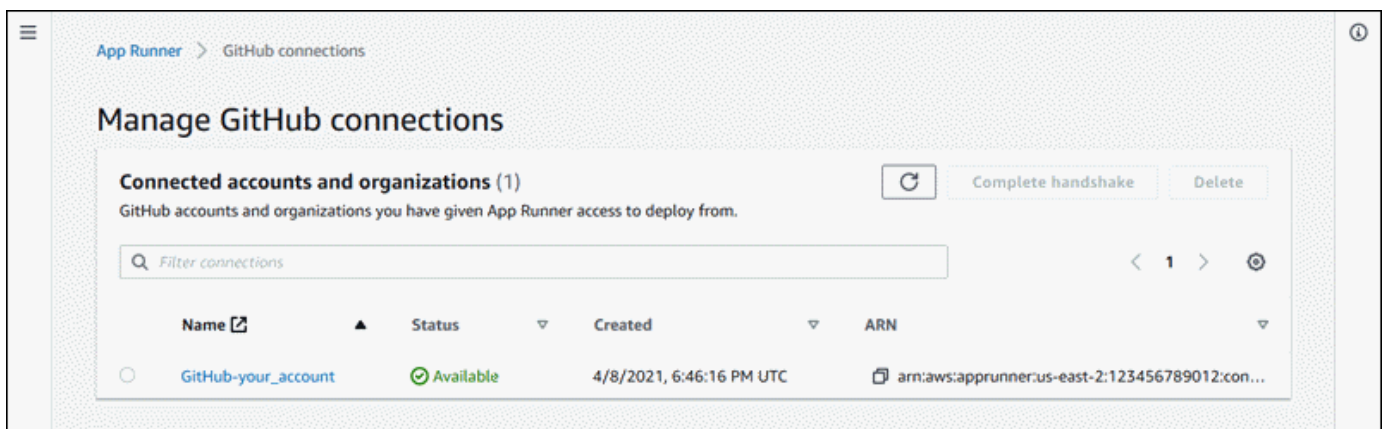 App Runner > GitHub connections
Manage GitHub connections
Connected accounts and organizations (1)
Complete handshake
Delete
GitHub accounts and organizations you have given App Runner access to deploy from.
Filter connections
< 1 >
Name Status Created ARN
GitHub-your_account Available 4/8/2021, 6:46:16 PM UTC arn:aws:apprunner:us-east-2:123456789012:con...